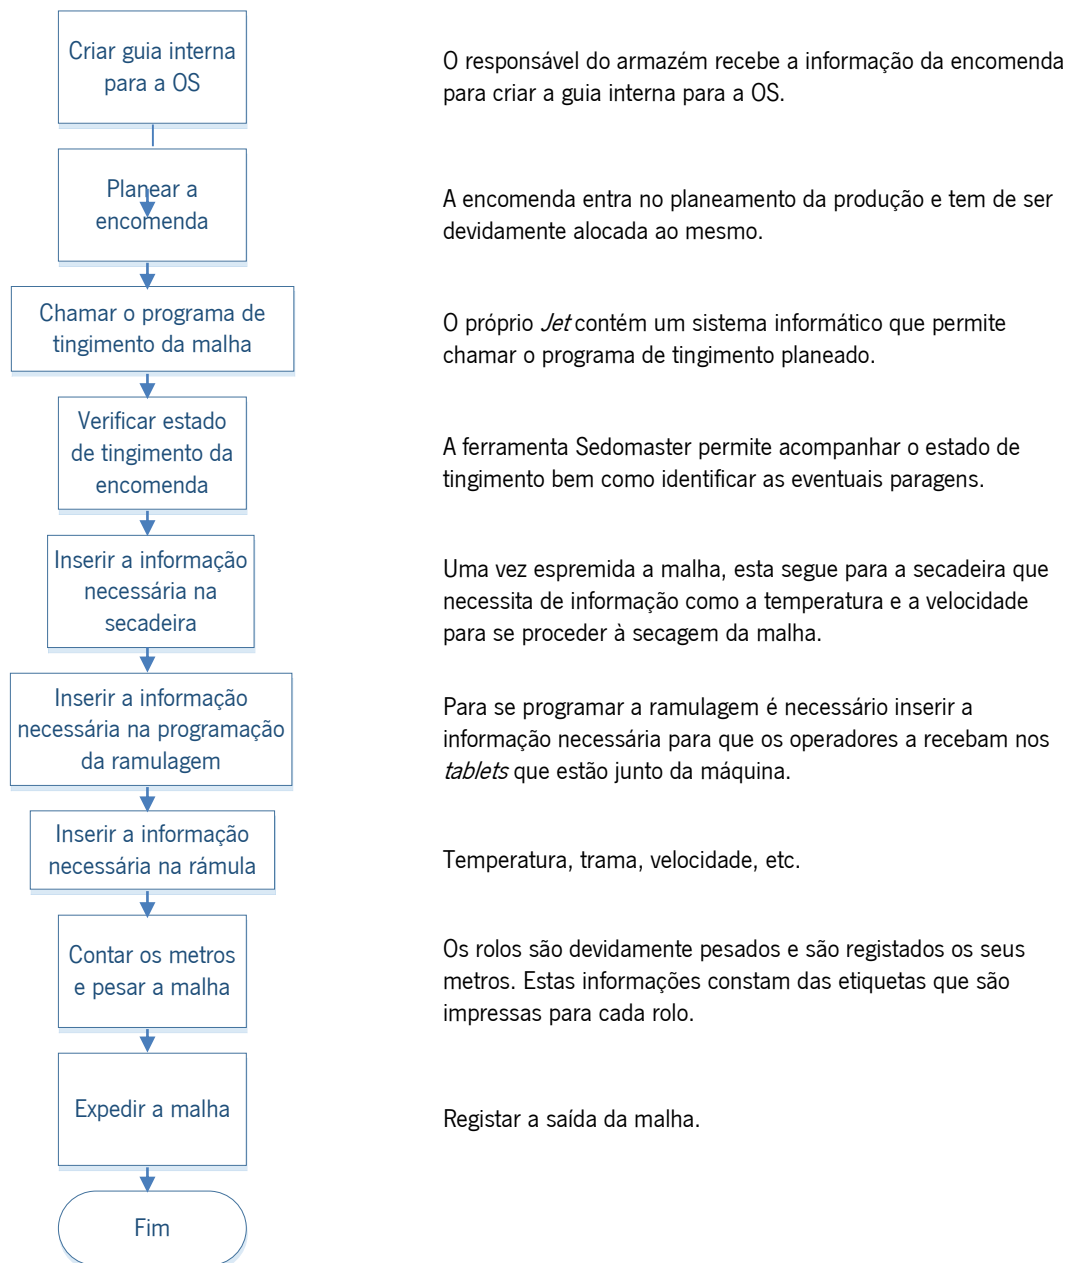 Criar guia interna
para a OS
O responsável do armazém recebe a informação da encomenda
para criar a guia interna para a OS.
Planear a
encomenda
A encomenda entra no planeamento da produção e tem de ser
devidamente alocada ao mesmo.
Chamar o programa de
tingimento da malha
O próprio Jet contém um sistema informático que permite
chamar o programa de tingimento planeado.
Verificar estado
de tingimento da
encomenda
A ferramenta Sedomaster permite acompanhar o estado de
tingimento bem como identificar as eventuais paragens.
Inserir a informação
necessária na
secadeira
Uma vez espremida a malha, esta segue para a secadeira que
necessita de informação como a temperatura e a velocidade
para se proceder à secagem da malha.
Inserir a informação
necessária na programação
da ramulagem
Para se programar a ramulagem é necessário inserir a
informação necessária para que os operadores a recebam nos
tablets que estão junto da máquina.
Inserir a informação
necessária na rámula
Temperatura, trama, velocidade, etc.
Contar os metros
e pesar a malha
Os rolos são devidamente pesados e são registados os seus
metros. Estas informações constam das etiquetas que são
impressas para cada rolo.
Expedir a malha
Registar a saída da malha.
Fim